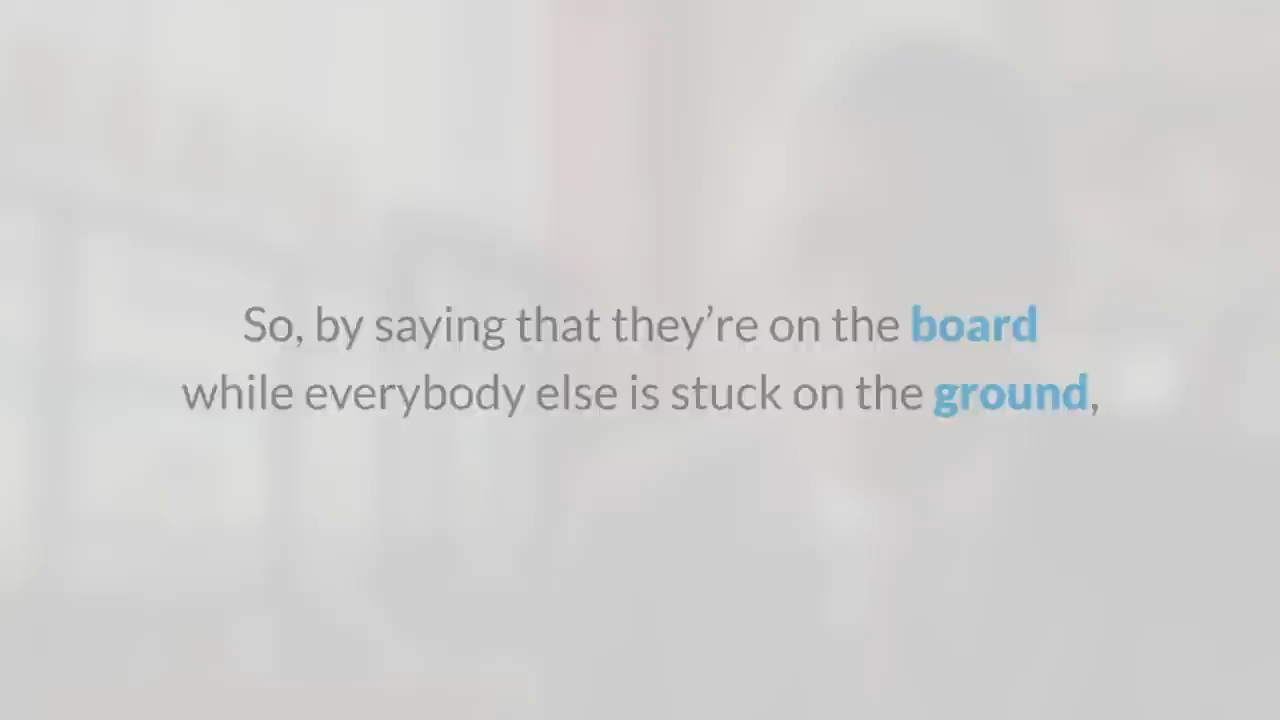 So, by saying that they’re on the board
while everybody else is stuck on the ground,